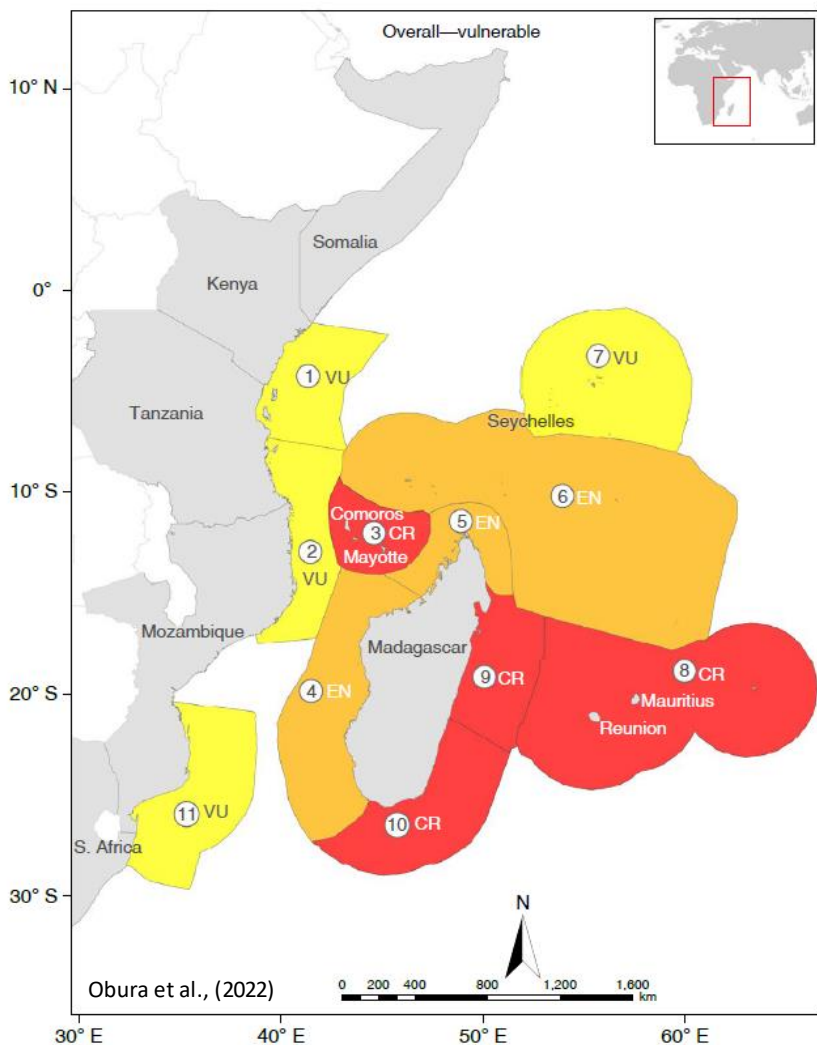 Overall—vulnerable
10° N
Somalia
Kenya
0°
7 VU
1 VU
Tanzania
Seychelles
10° S
6 EN
Comoros
5 EN
3 CR
Mayotte
2
VU
Mozambique
Madagascar
9 CR
8 CR
20° S
4 EN
Mauritius
Reunion
11 VU
10 CR
S. Africa
30° S
N
Obura et al., (2022)
0 200 400 800 1,200 1,600
km
30° E 40° E 50° E 60° E